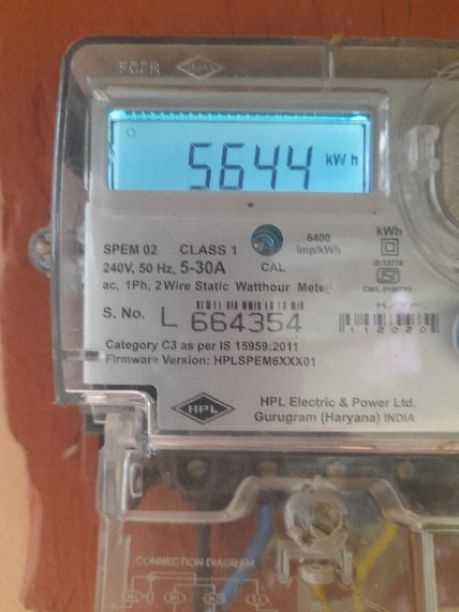 5644 kWh
SPEM 02 CLASS 1
6400
imp/kWh
kWh
240V, 50 Hz, 5-30A
CAL
IS:13779
ac, 1Ph, 2Wire Static Watthour Meter
S. No. L 664354
Category C3 as per IS 15959:2011
Firmware Version: HPLSPEM6XXX01
HPL
HPL Electric & Power Ltd.
Gurugram (Haryana) INDIA
CONNECTION DIAGRAM